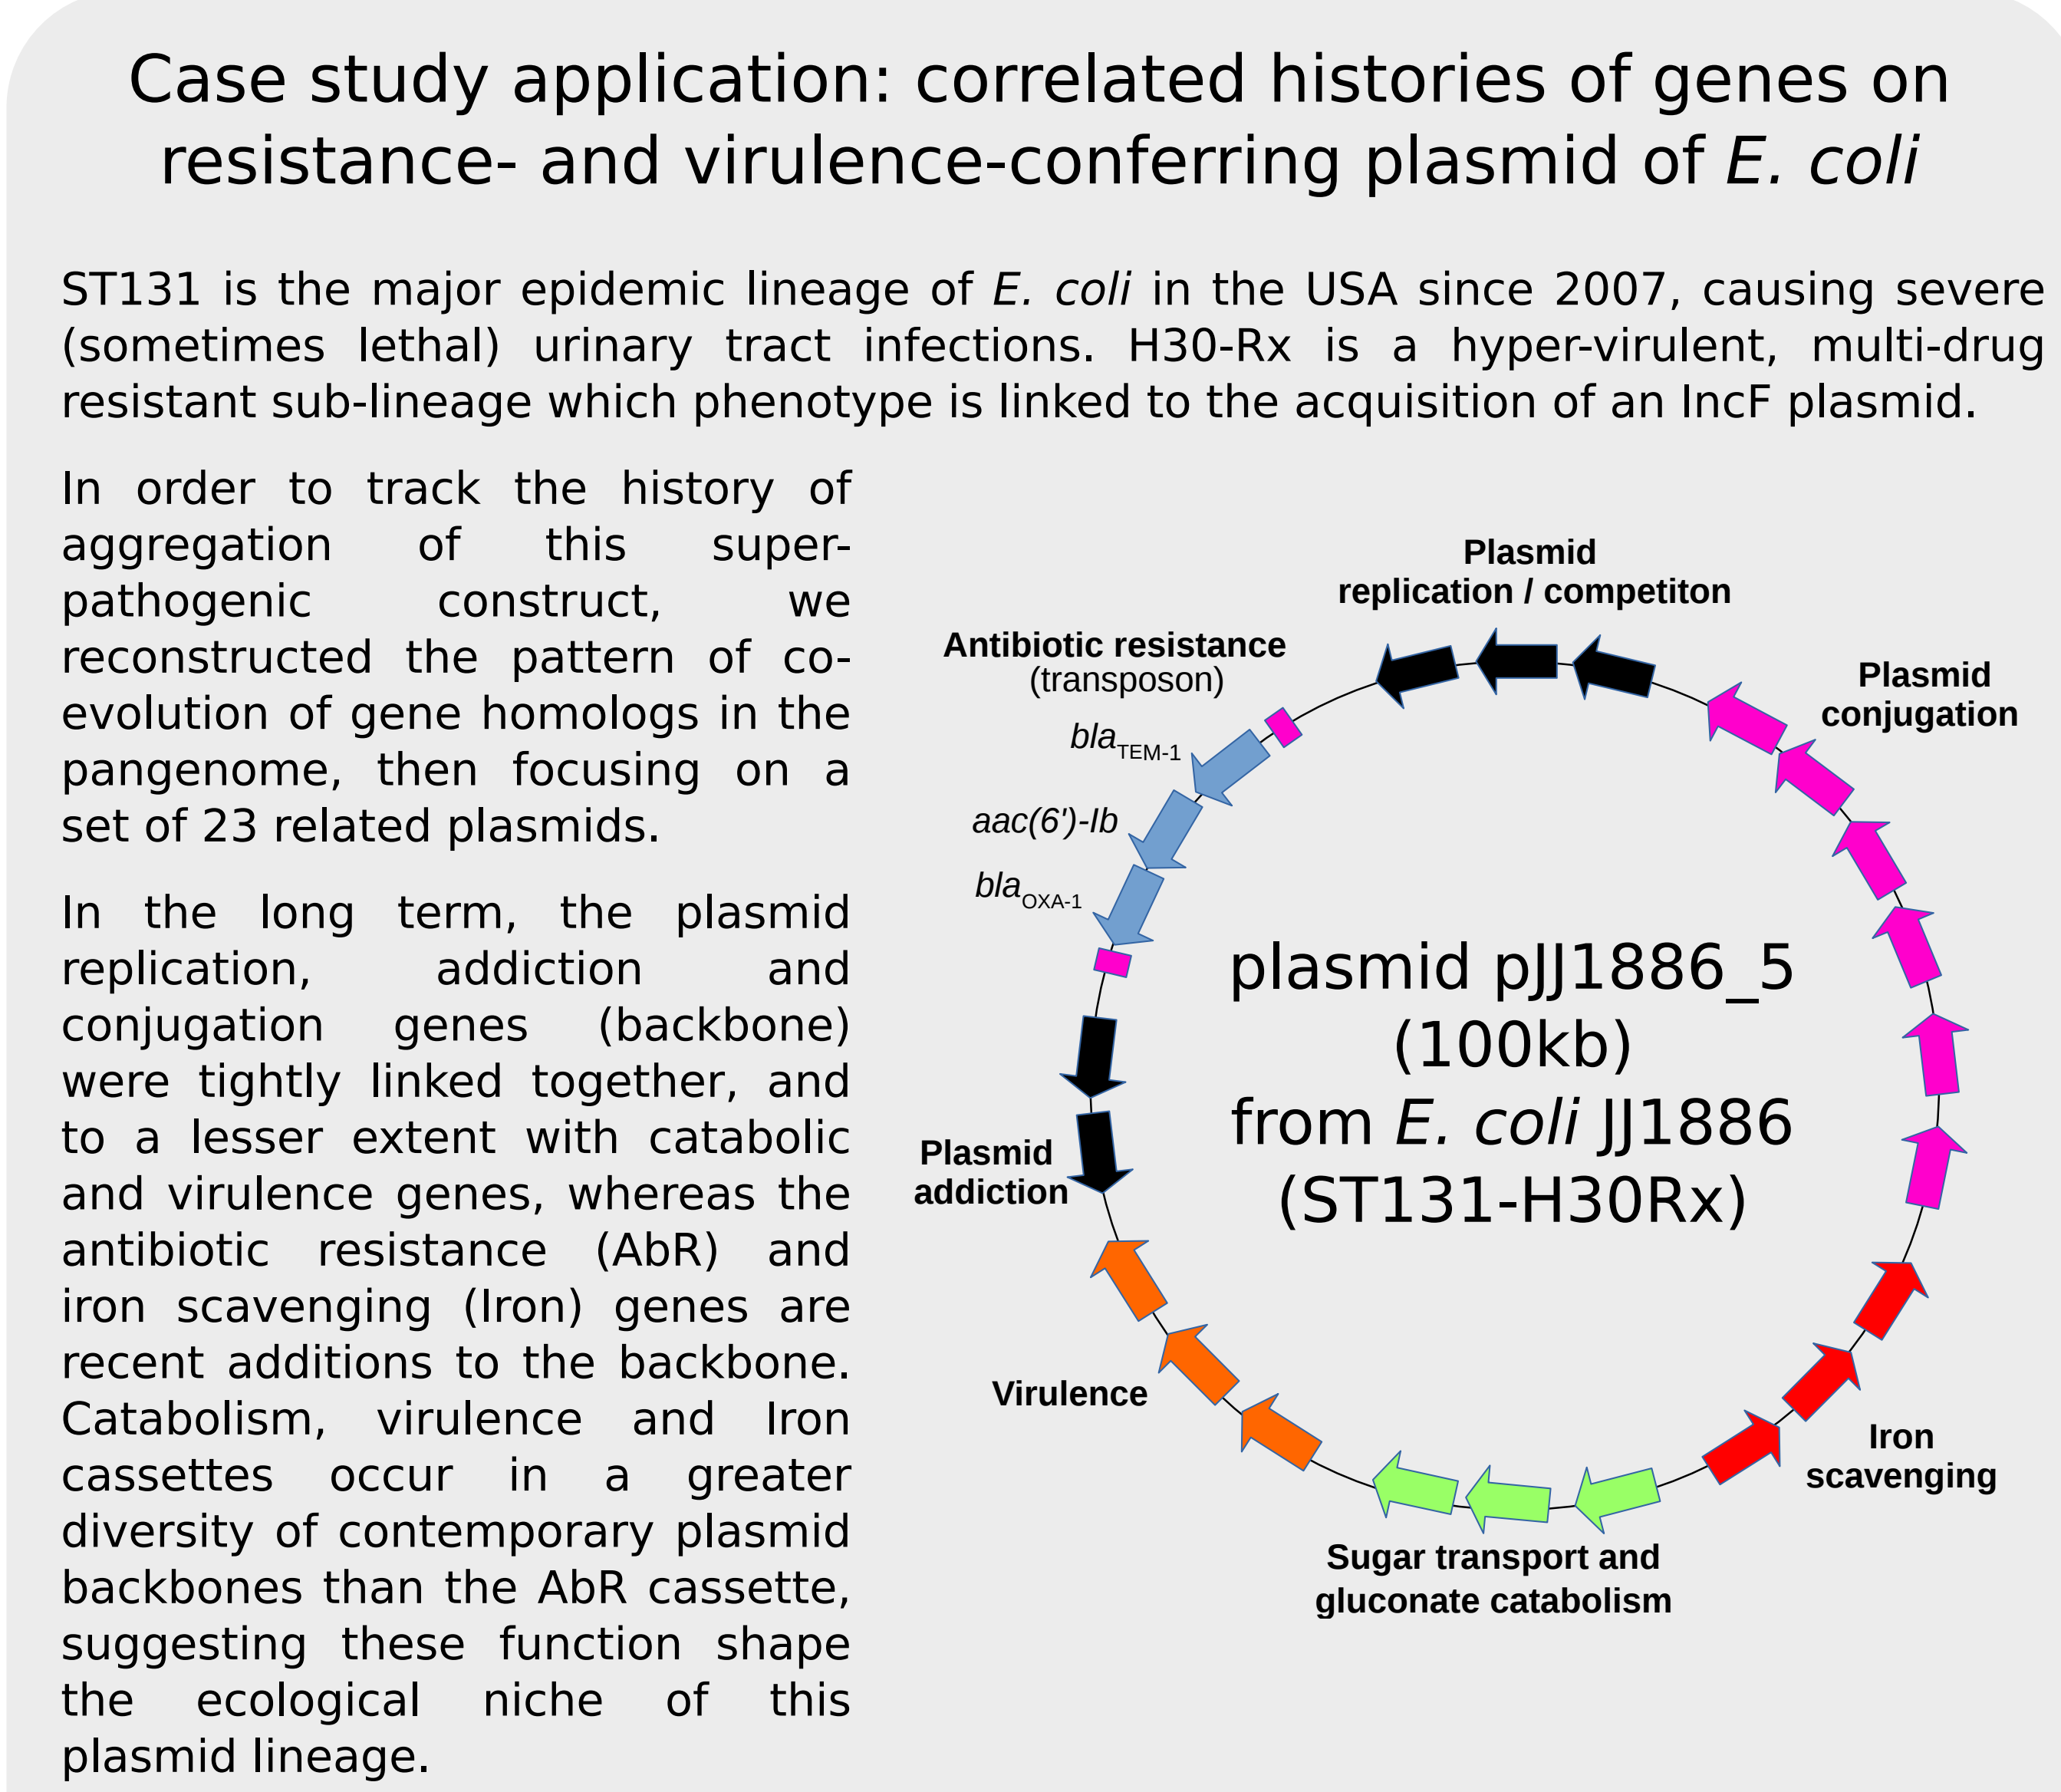 Case study application: correlated histories of genes on
resistance- and virulence-conferring plasmid of E. coli
ST131 is the major epidemic lineage of E. coli in the USA since 2007, causing severe
(sometimes lethal) urinary tract infections. H30-Rx is a hyper-virulent, multi-drug
resistant sub-lineage which phenotype is linked to the acquisition of an IncF plasmid.
In order to track the history of
aggregation of this super-
pathogenic construct, we
reconstructed the pattern of co-
evolution of gene homologs in the
pangenome, then focusing on a
set of 23 related plasmids.
In the long term, the plasmid
replication, addiction and
conjugation genes (backbone)
were tightly linked together, and
to a lesser extent with catabolic
and virulence genes, whereas the
antibiotic resistance (AbR) and
iron scavenging (Iron) genes are
recent additions to the backbone.
Catabolism, virulence and Iron
cassettes occur in a greater
diversity of contemporary plasmid
backbones than the AbR cassette,
suggesting these function shape
the ecological niche of this
plasmid lineage.
Plasmid
replication / competiton
Antibiotic resistance
(transposon)
blaTEM-1
aac(6')-Ib
blaOXA-1
Plasmid
conjugation
plasmid pJJ1886_5
(100kb)
from E. coli JJ1886
(ST131-H30Rx)
Plasmid
addiction
Virulence
Iron
scavenging
Sugar transport and
gluconate catabolism